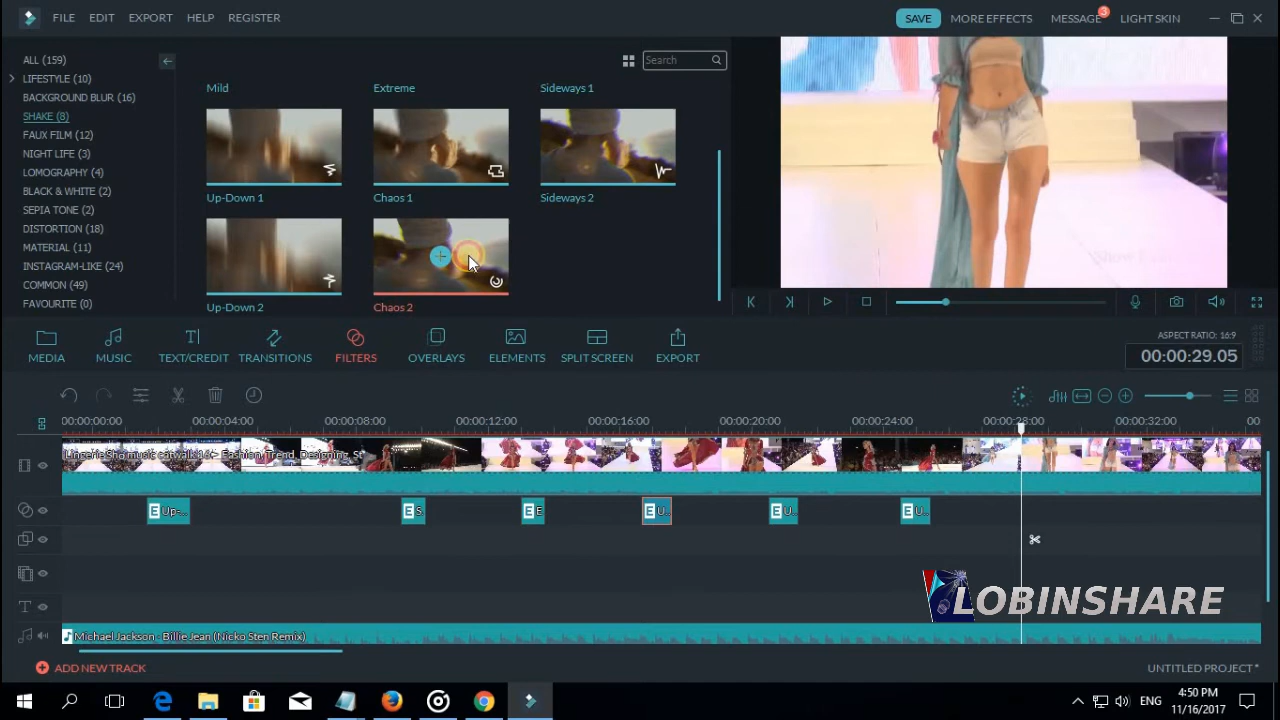 FILE EDIT EXPORT HELP REGISTER
SAVE MORE EFFECTS MESSAGE 3 LIGHT SKIN
ALL (159)
LIFESTYLE (10)
BACKGROUND BLUR (16)
SHAKE (8)
FAUX FILM (12)
NIGHT LIFE (3)
LOMOGRAPHY (4)
BLACK & WHITE (2)
SEPIA TONE (2)
DISTORTION (18)
MATERIAL (11)
INSTAGRAM-LIKE (24)
COMMON (49)
FAVOURITE (0)
Search
Mild Extreme Sideways 1
Up-Down 1 Chaos 1 Sideways 2
Up-Down 2 Chaos 2
MEDIA MUSIC TEXT/CREDIT TRANSITIONS FILTERS OVERLAYS ELEMENTS SPLIT SCREEN EXPORT
ASPECT RATIO: 16:9
00:00:29.05
00:00:00:00 00:00:04:00 00:00:08:00 00:00:12:00 00:00:16:00 00:00:20:00 00:00:24:00 00:00:28:00 00:00:32:00 00
E Up-... E S E E E U.. E U.. E U..
LOBINSHARE
Michael Jackson- Billie Jean (Nicko Sten Remix)
ADD NEW TRACK
UNTITLED PROJECT *
ENG
4:50 PM
11/16/2017